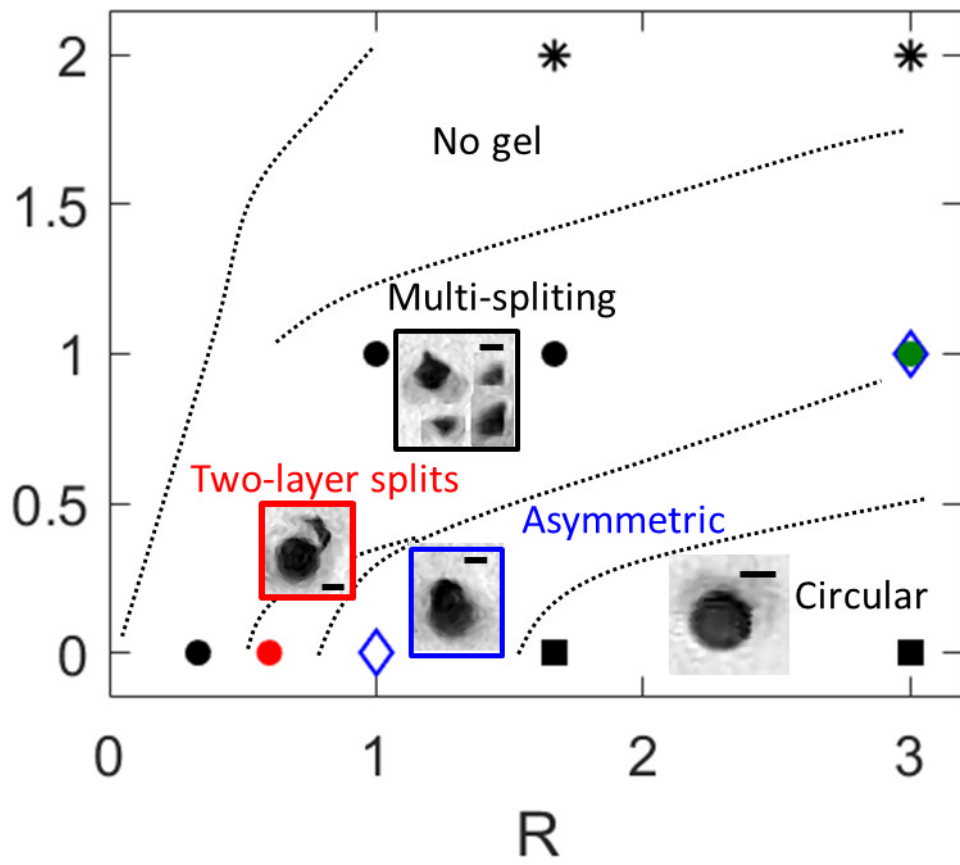 2
No gel
1.5
Multi-spliting
1
Two-layer splits
0.5
Asymmetric
Circular
0
0 1 2 3
R